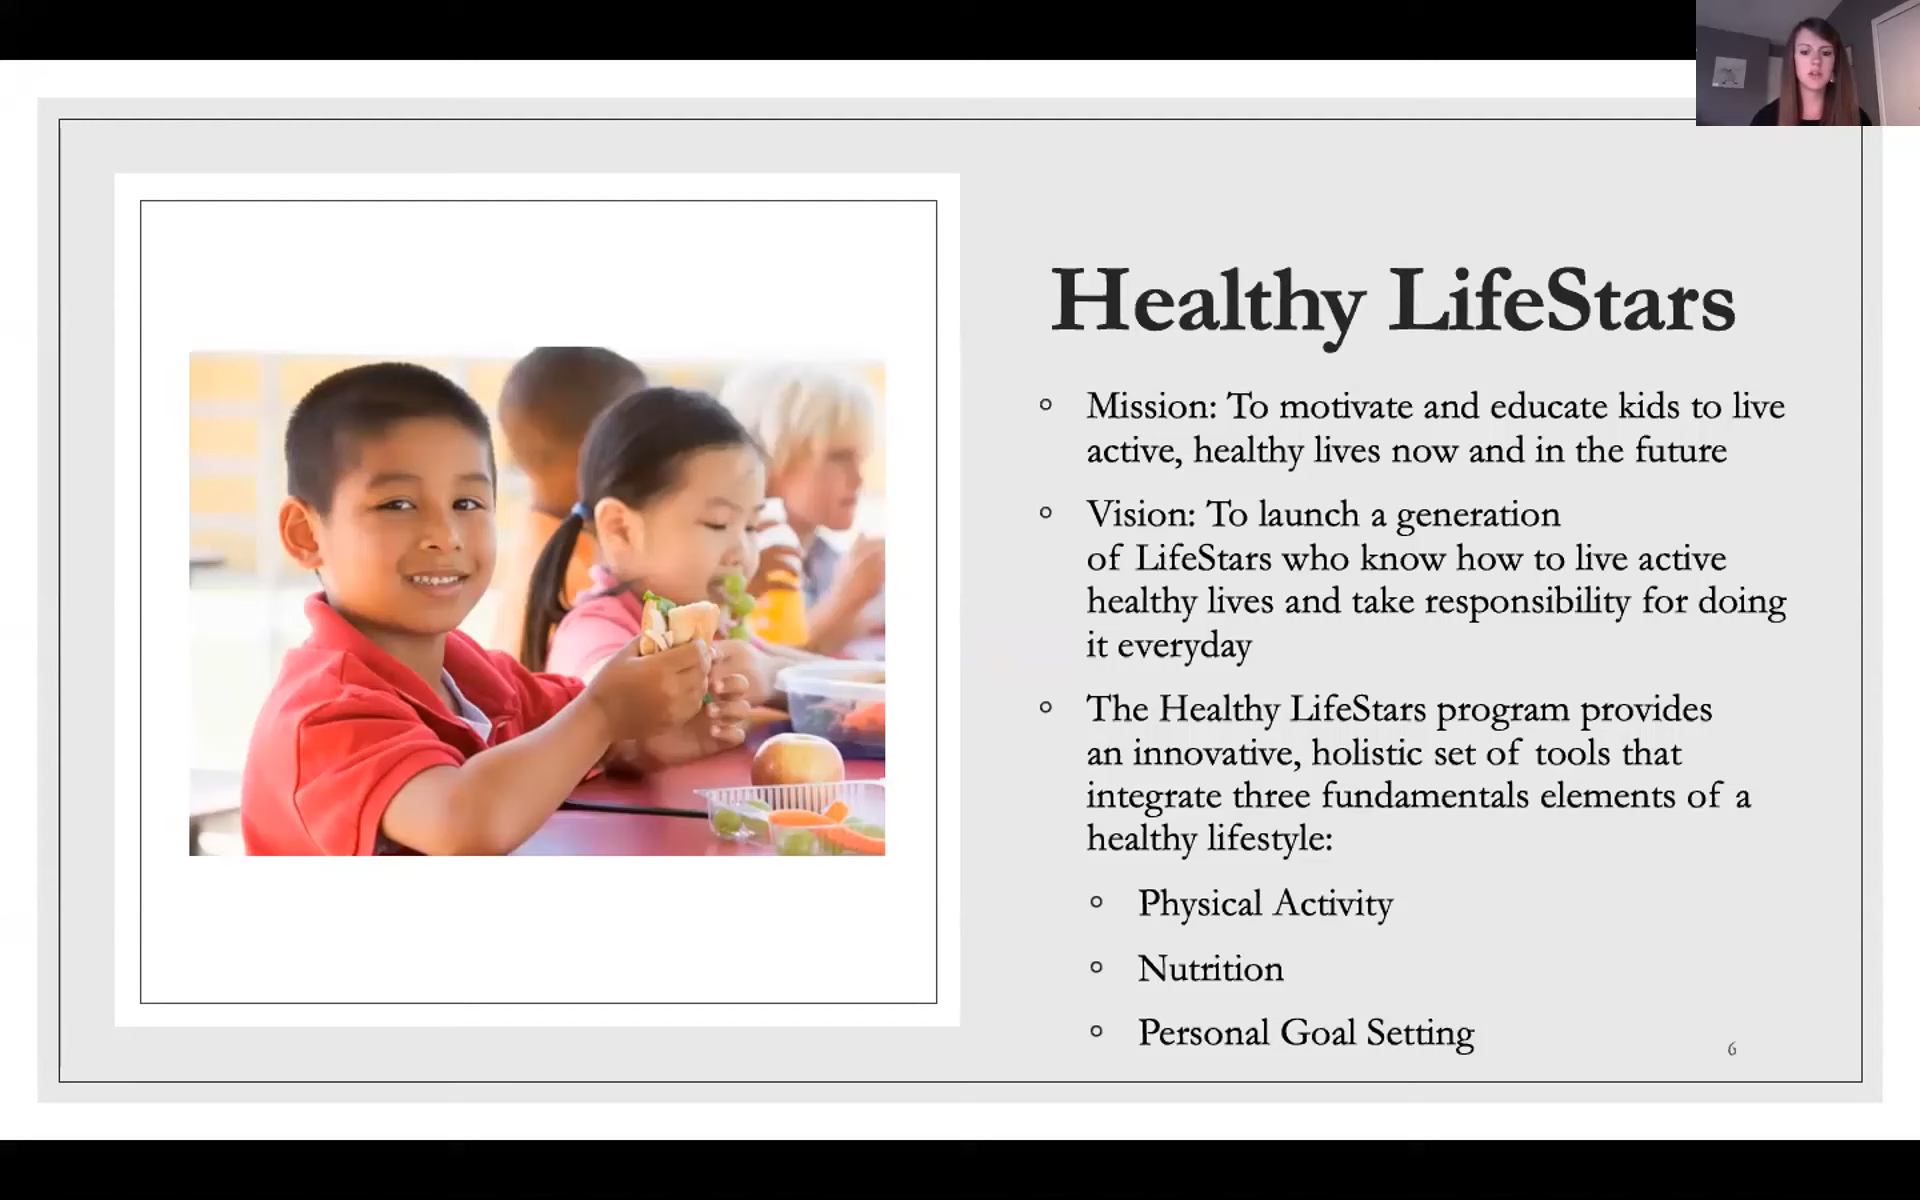 Healthy LifeStars
Mission: To motivate and educate kids to live
active, healthy lives now and in the future
Vision: To launch a generation
of LifeStars who know how to live active
healthy lives and take responsibility for doing
it everyday
The Healthy LifeStars program provides
an innovative, holistic set of tools that
integrate three fundamentals elements of a
healthy lifestyle:
Physical Activity
Nutrition
Personal Goal Setting
6